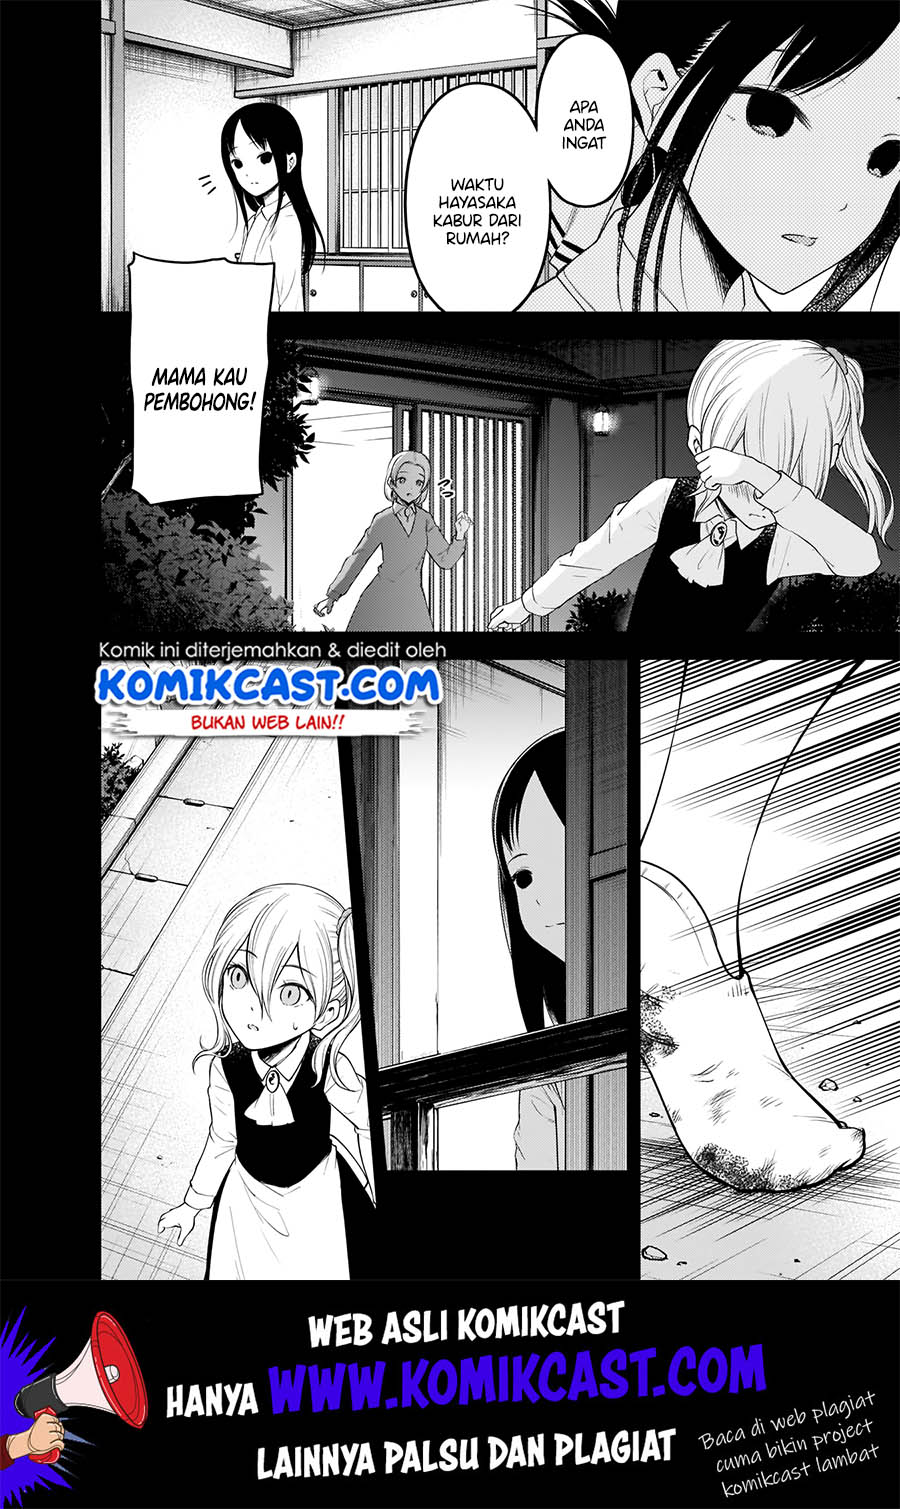 APA
ANDA
INGAT
WAKTU
HAYASAKA
KABUR DARI
RUMAH?
MAMA KAU
PEMBOHONG!
Komik ini diterjemahkan & diedit oleh
KOMIKCAST.COM
BUKAN WEB LAIN!!
WEB ASLI KOMIKCAST
HANYA WWW.KOMIKCAST.COM
LAINNYA PALSU DAN PLAGIAT
Baca di web plagiat
cuma bikin project
komikcast lambat